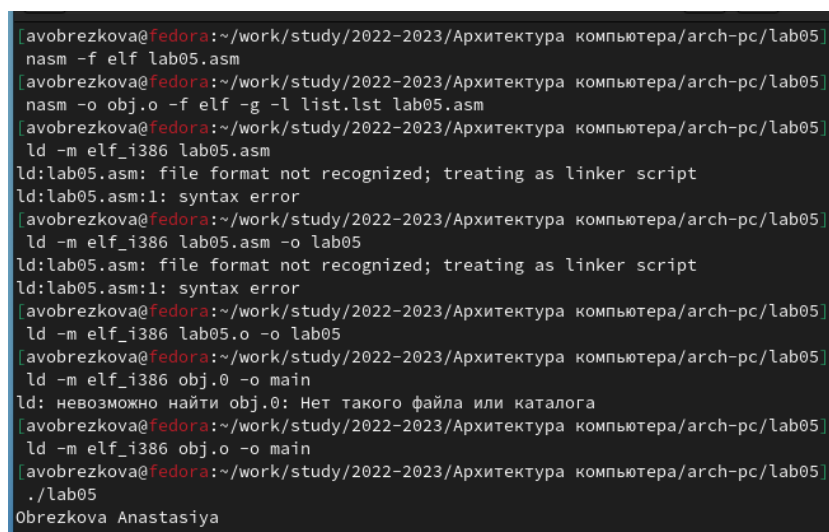 [avobrezkova@fedora:~/work/study/2022-2023/Архитектура компьютера/arch-pc/lab05]
nasm -f elf lab05.asm
[avobrezkova@fedora:~/work/study/2022-2023/Архитектура компьютера/arch-pc/lab05]
nasm -o obj.o -f elf -g -l list.lst lab05.asm
[avobrezkova@fedora:~/work/study/2022-2023/Архитектура компьютера/arch-pc/lab05]
ld -m elf_i386 lab05.asm
ld:lab05.asm: file format not recognized; treating as linker script
ld:lab05.asm:1: syntax error
[avobrezkova@fedora:~/work/study/2022-2023/Архитектура компьютера/arch-pc/lab05]
ld -m elf_i386 lab05.asm -o lab05
ld:lab05.asm: file format not recognized; treating as linker script
ld:lab05.asm:1: syntax error
[avobrezkova@fedora:~/work/study/2022-2023/Архитектура компьютера/arch-pc/lab05]
ld -m elf_i386 lab05.o -o lab05
[avobrezkova@fedora:~/work/study/2022-2023/Архитектура компьютера/arch-pc/lab05]
ld -m elf_i386 obj.0 -o main
ld: невозможно найти obj.0: Нет такого файла или каталога
[avobrezkova@fedora:~/work/study/2022-2023/Архитектура компьютера/arch-pc/lab05]
ld -m elf_i386 obj.o -o main
[avobrezkova@fedora:~/work/study/2022-2023/Архитектура компьютера/arch-pc/lab05]
./lab05
Obrezkova Anastasiya